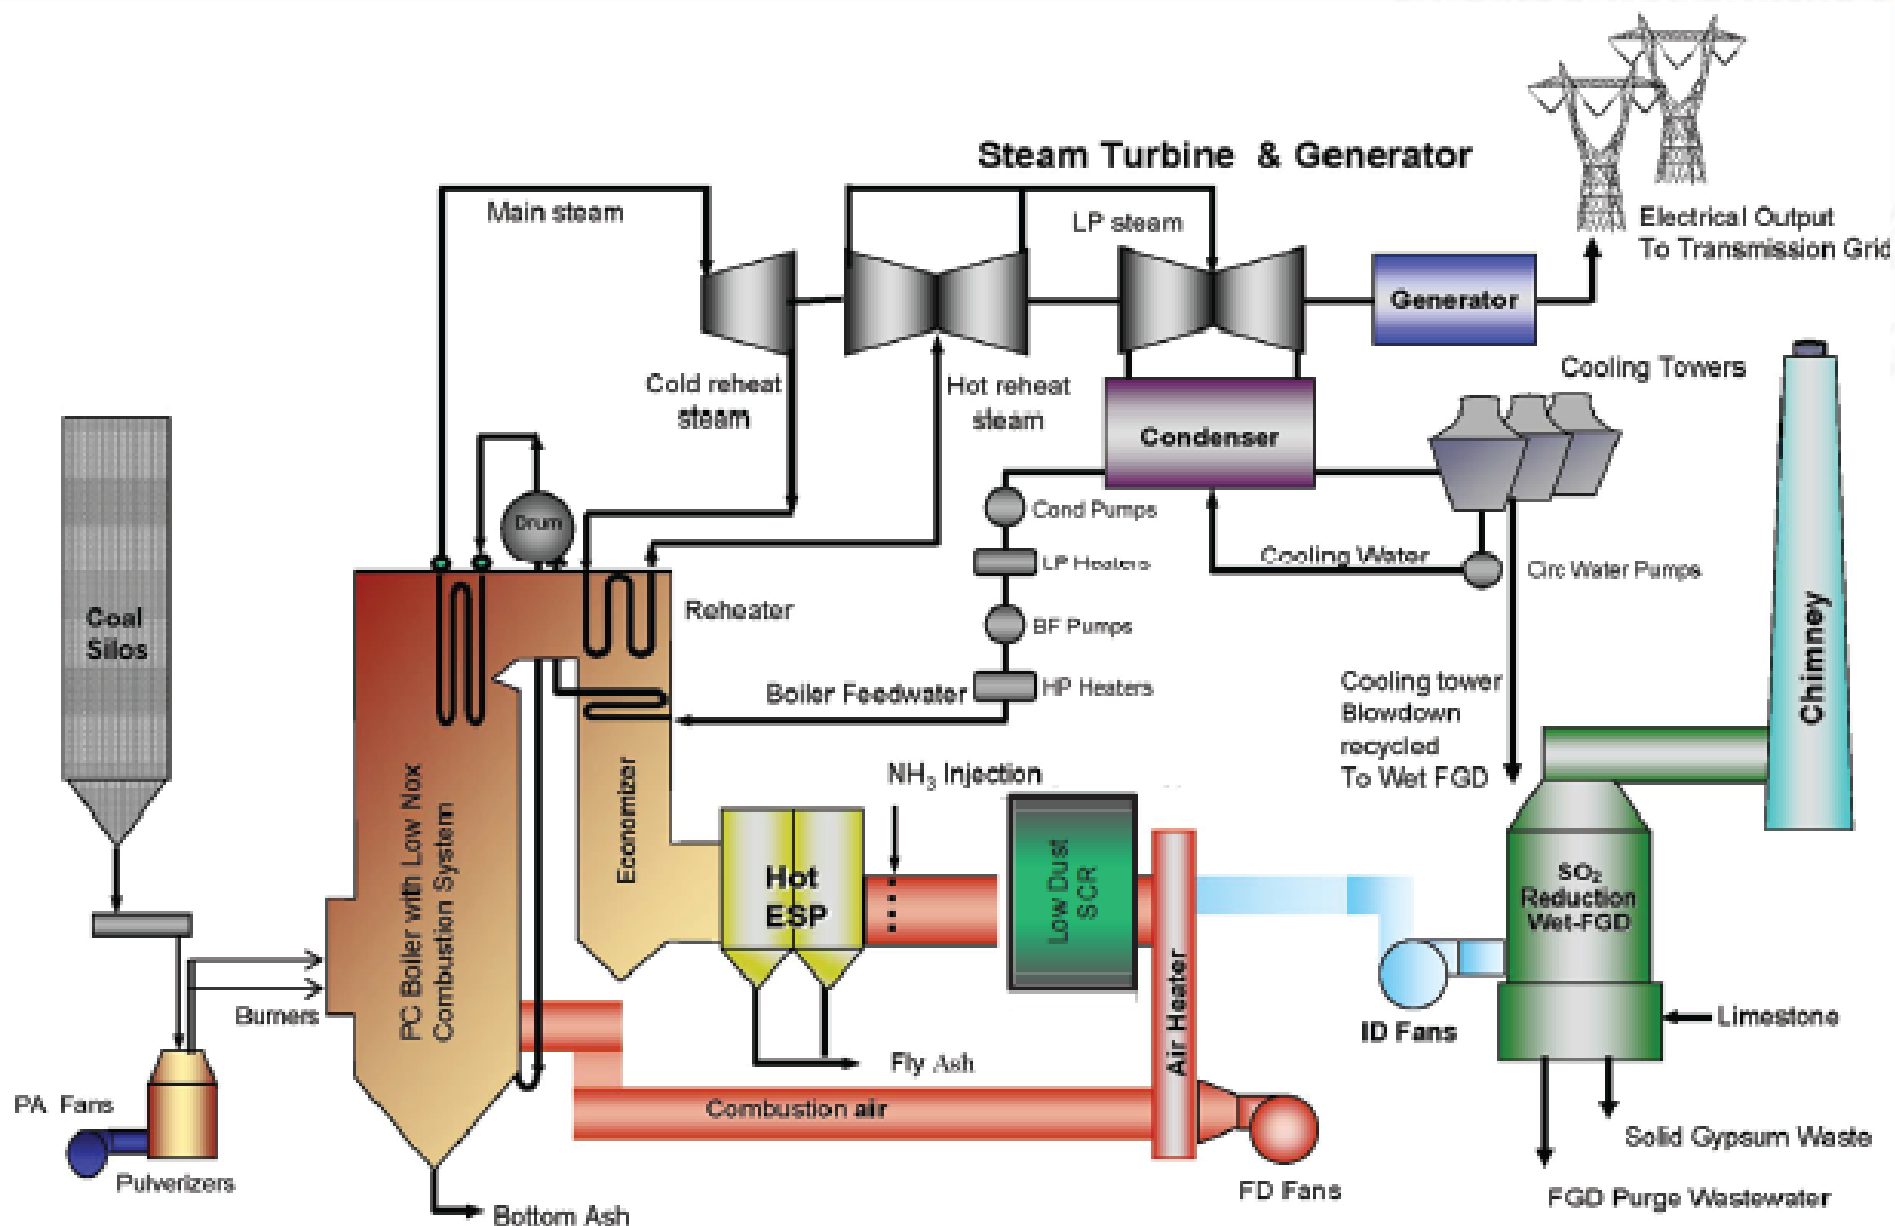 Steam Turbine & Generator
Main steam
LP steam
Electrical Output
To Transmission Grid
Generator
Cold reheat
steam
Hot reheat
steam
Cooling Towers
Condenser
Drum
Cond Pumps
LP Heaters
Cooling Water
Circ Water Pumps
Coal
Silos
Reheater
BF Pumps
Boiler Feedwater
HP Heaters
Cooling tower
Blowdown
recycled
To Wet FGD
Chimney
NH₃ Injection
PC Boiler with Low Nox
Combustion System
Economizer
Hot
ESP
Low Dust
SCR
Air Heater
SO₂
Reduction
Wet-FGD
Burners
ID Fans
Limestone
Fly Ash
PA Fans
Combustion air
Pulverizers
FD Fans
Solid Gypsum Waste
Bottom Ash
FGD Purge Wastewater